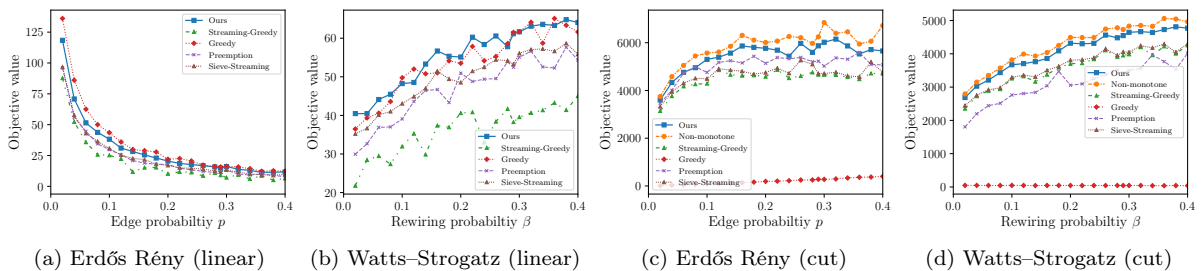 Objective value
125
100
75
50
25
0
Ours
Streaming-Greedy
Greedy
Preemption
Sieve-Streaming
0.0
0.1
0.2
0.3
0.4
Edge probabiltiy p
(a) Erdős Rény (linear)
Objective value
60
50
40
30
20
Ours
Streaming-Greedy
Greedy
Preemption
Sieve-Streaming
0.0
0.1
0.2
0.3
0.4
Rewiring probabiltiy β
(b) Watts–Strogatz (linear)
Objective value
6000
4000
2000
0
Ours
Non-monotone
Streaming-Greedy
Greedy
Preemption
Sieve-Streaming
0.0
0.1
0.2
0.3
0.4
Edge probabiltiy p
(c) Erdős Rény (cut)
Objective value
5000
4000
3000
2000
1000
0
Ours
Non-monotone
Streaming-Greedy
Greedy
Preemption
Sieve-Streaming
0.0
0.1
0.2
0.3
0.4
Rewiring probabiltiy β
(d) Watts–Strogatz (cut)